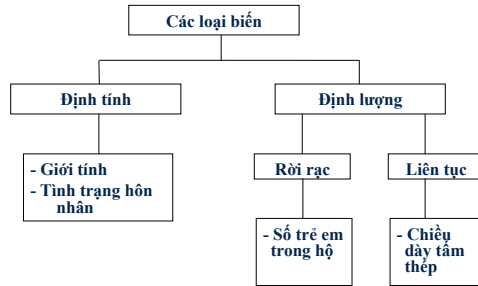 Các loại biến
Định tính
Định lượng
- Giới tính
- Tình trạng hôn
nhân
Rời rạc
Liên tục
- Số trẻ em
trong hộ
- Chiều
dày tấm
thép